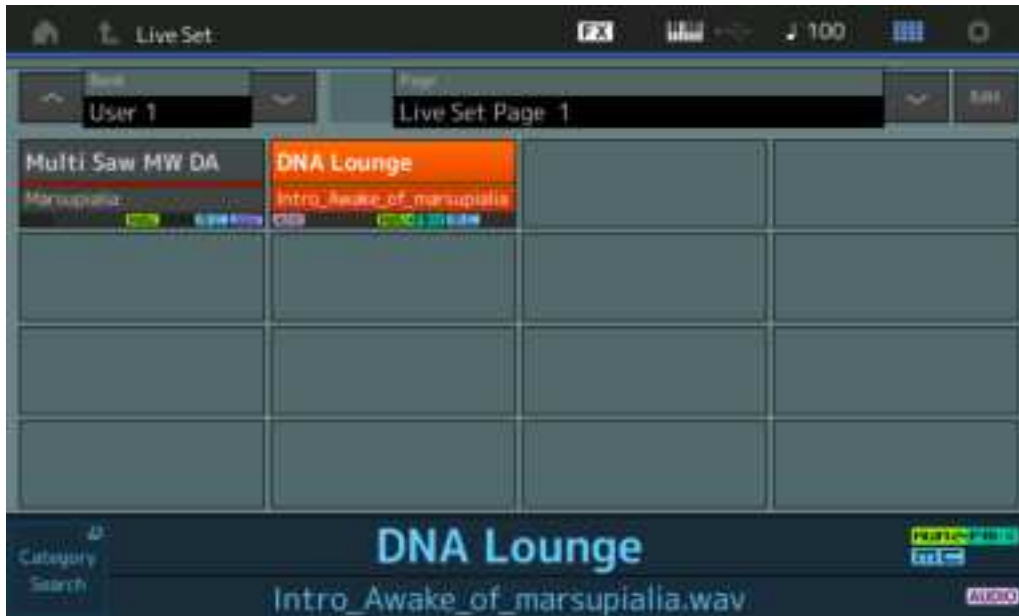 Live Set
FX
♩ 100
Bank
User 1
Page
Live Set Page 1
Edit
Multi Saw MW DA
Marsupialia
DNA Lounge
Intro_Awake_of_marsupialia
Category
Search
DNA Lounge
Intro_Awake_of_marsupialia.wav
AUDIO